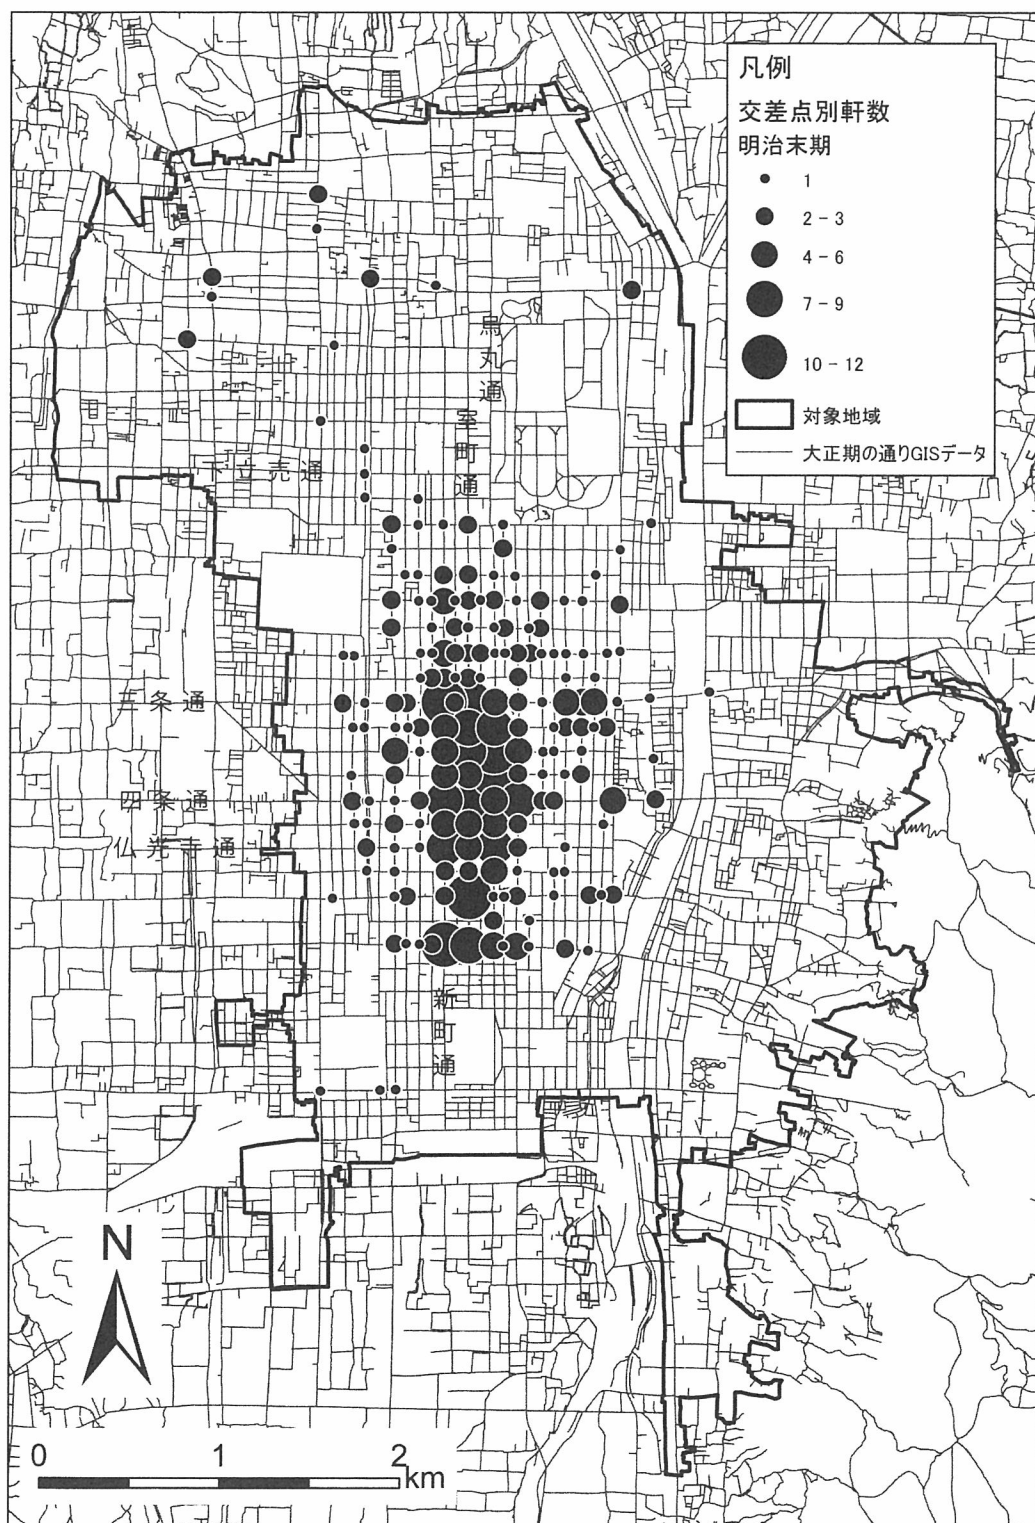 凡例
交差点別軒数
明治末期
1
2 - 3
4 - 6
7 - 9
10 - 12
対象地域
大正期の通りGISデータ
烏丸通
室町通
下立売通
三条通
四条通
仏光寺通
新町通
N
0 1 2
km